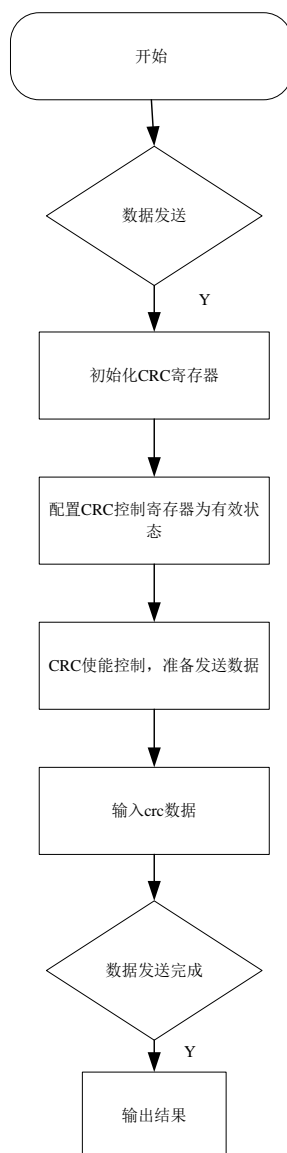 开始
数据发送
Y
初始化CRC寄存器
配置CRC控制寄存器为有效状
态
CRC使能控制，准备发送数据
输入crc数据
数据发送完成
Y
输出结果